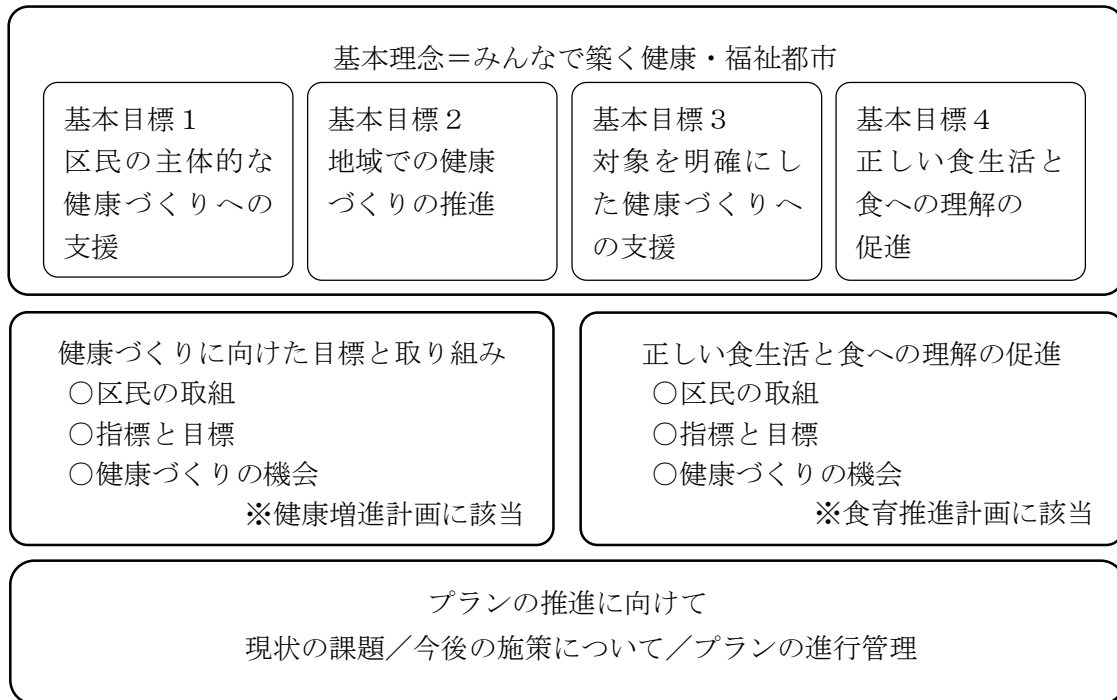 基本理念＝みんなで築く健康・福祉都市
基本目標１
区民の主体的な
健康づくりへの
支援
基本目標２
地域での健康
づくりの推進
基本目標３
対象を明確にし
た健康づくりへ
の支援
基本目標４
正しい食生活と
食への理解の
促進
健康づくりに向けた目標と取り組み
○区民の取組
○指標と目標
○健康づくりの機会
※健康増進計画に該当
正しい食生活と食への理解の促進
○区民の取組
○指標と目標
○健康づくりの機会
※食育推進計画に該当
プランの推進に向けて
現状の課題／今後の施策について／プランの進行管理